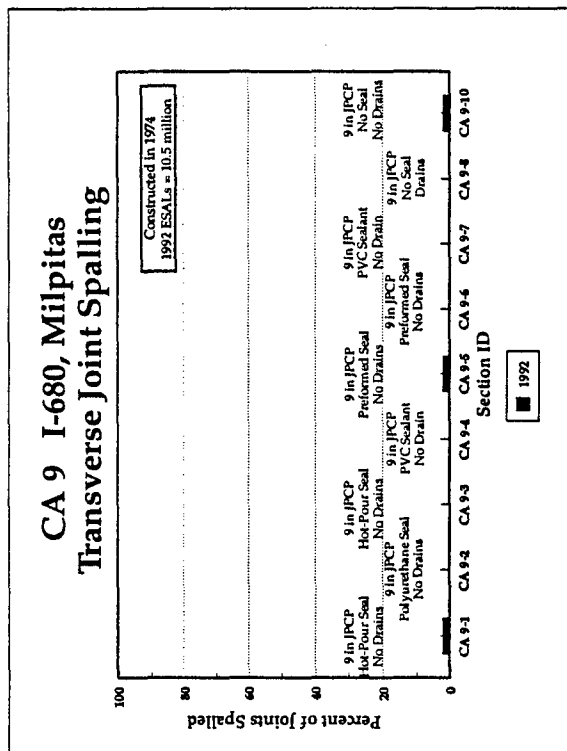 CA 9 I-680, Milpitas
Transverse Joint Spalling
Constructed in 1974
1992 ESALs = 10.5 million
Percent of Joints Spalled
100
80
60
40
20
0
9 in JPCP
Hot-Pour Seal
No Drains
9 in JPCP
Polyurethane Seal
No Drains
9 in JPCP
Hot-Pour Seal
No Drains
9 in JPCP
PVC Sealant
No Drain
9 in JPCP
Preformed Seal
No Drains
9 in JPCP
Preformed Seal
No Drains
9 in JPCP
PVC Sealant
No Drain
9 in JPCP
No Seal
Drains
9 in JPCP
No Seal
No Drains
CA 9-1 CA 9-2 CA 9-3 CA 9-4 CA 9-5 CA 9-6 CA 9-7 CA 9-8 CA 9-10
Section ID
1992